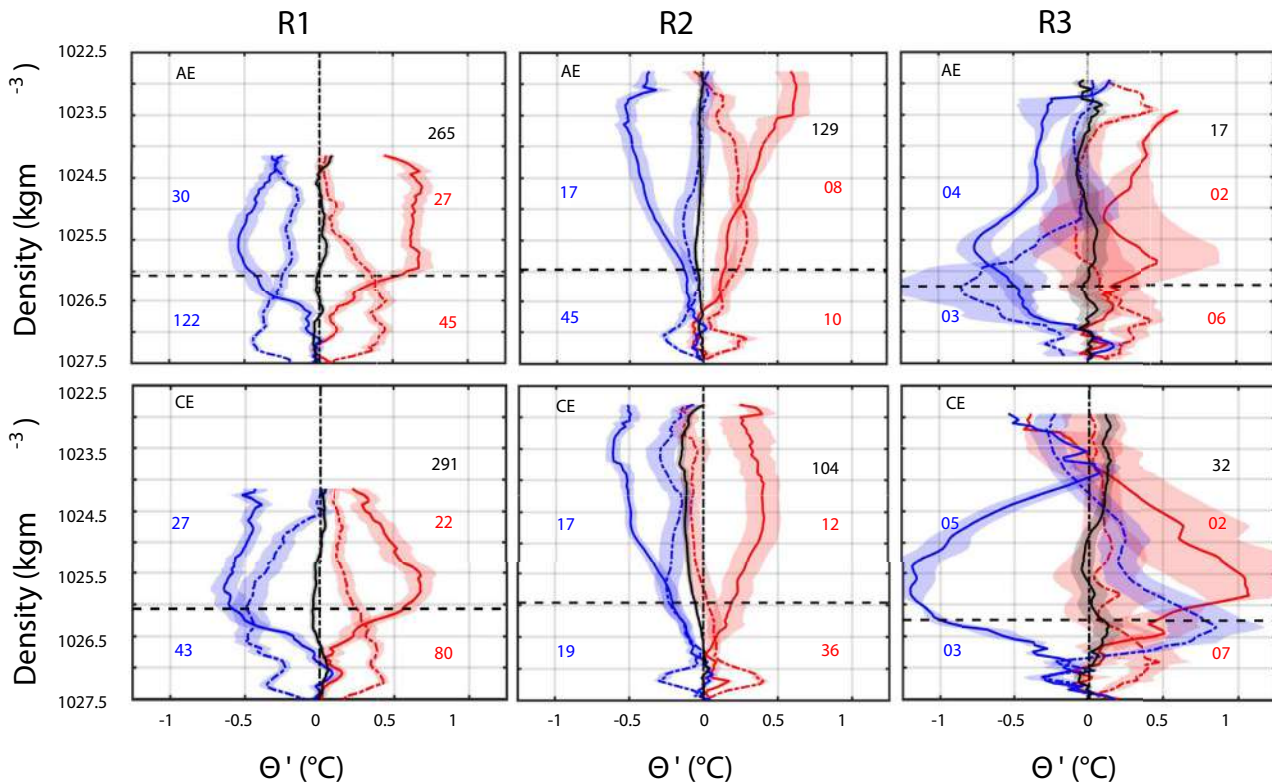 R1 R2 R3
1022.5 AE AE AE
1023.5 265 129 17
1024.5 30 27 17 08 04 02
1025.5
1026.5 122 45 45 10 03 06
1027.5
Density (kgm -3)
1022.5 CE CE CE
1023.5 291 104 32
1024.5 27 22 17 12 05 02
1025.5
1026.5 43 80 19 36 03 07
1027.5
Density (kgm -3)
-1 -0.5 0 0.5 1 -1 -0.5 0 0.5 1 -1 -0.5 0 0.5 1
Θ ' (°C) Θ ' (°C) Θ ' (°C)